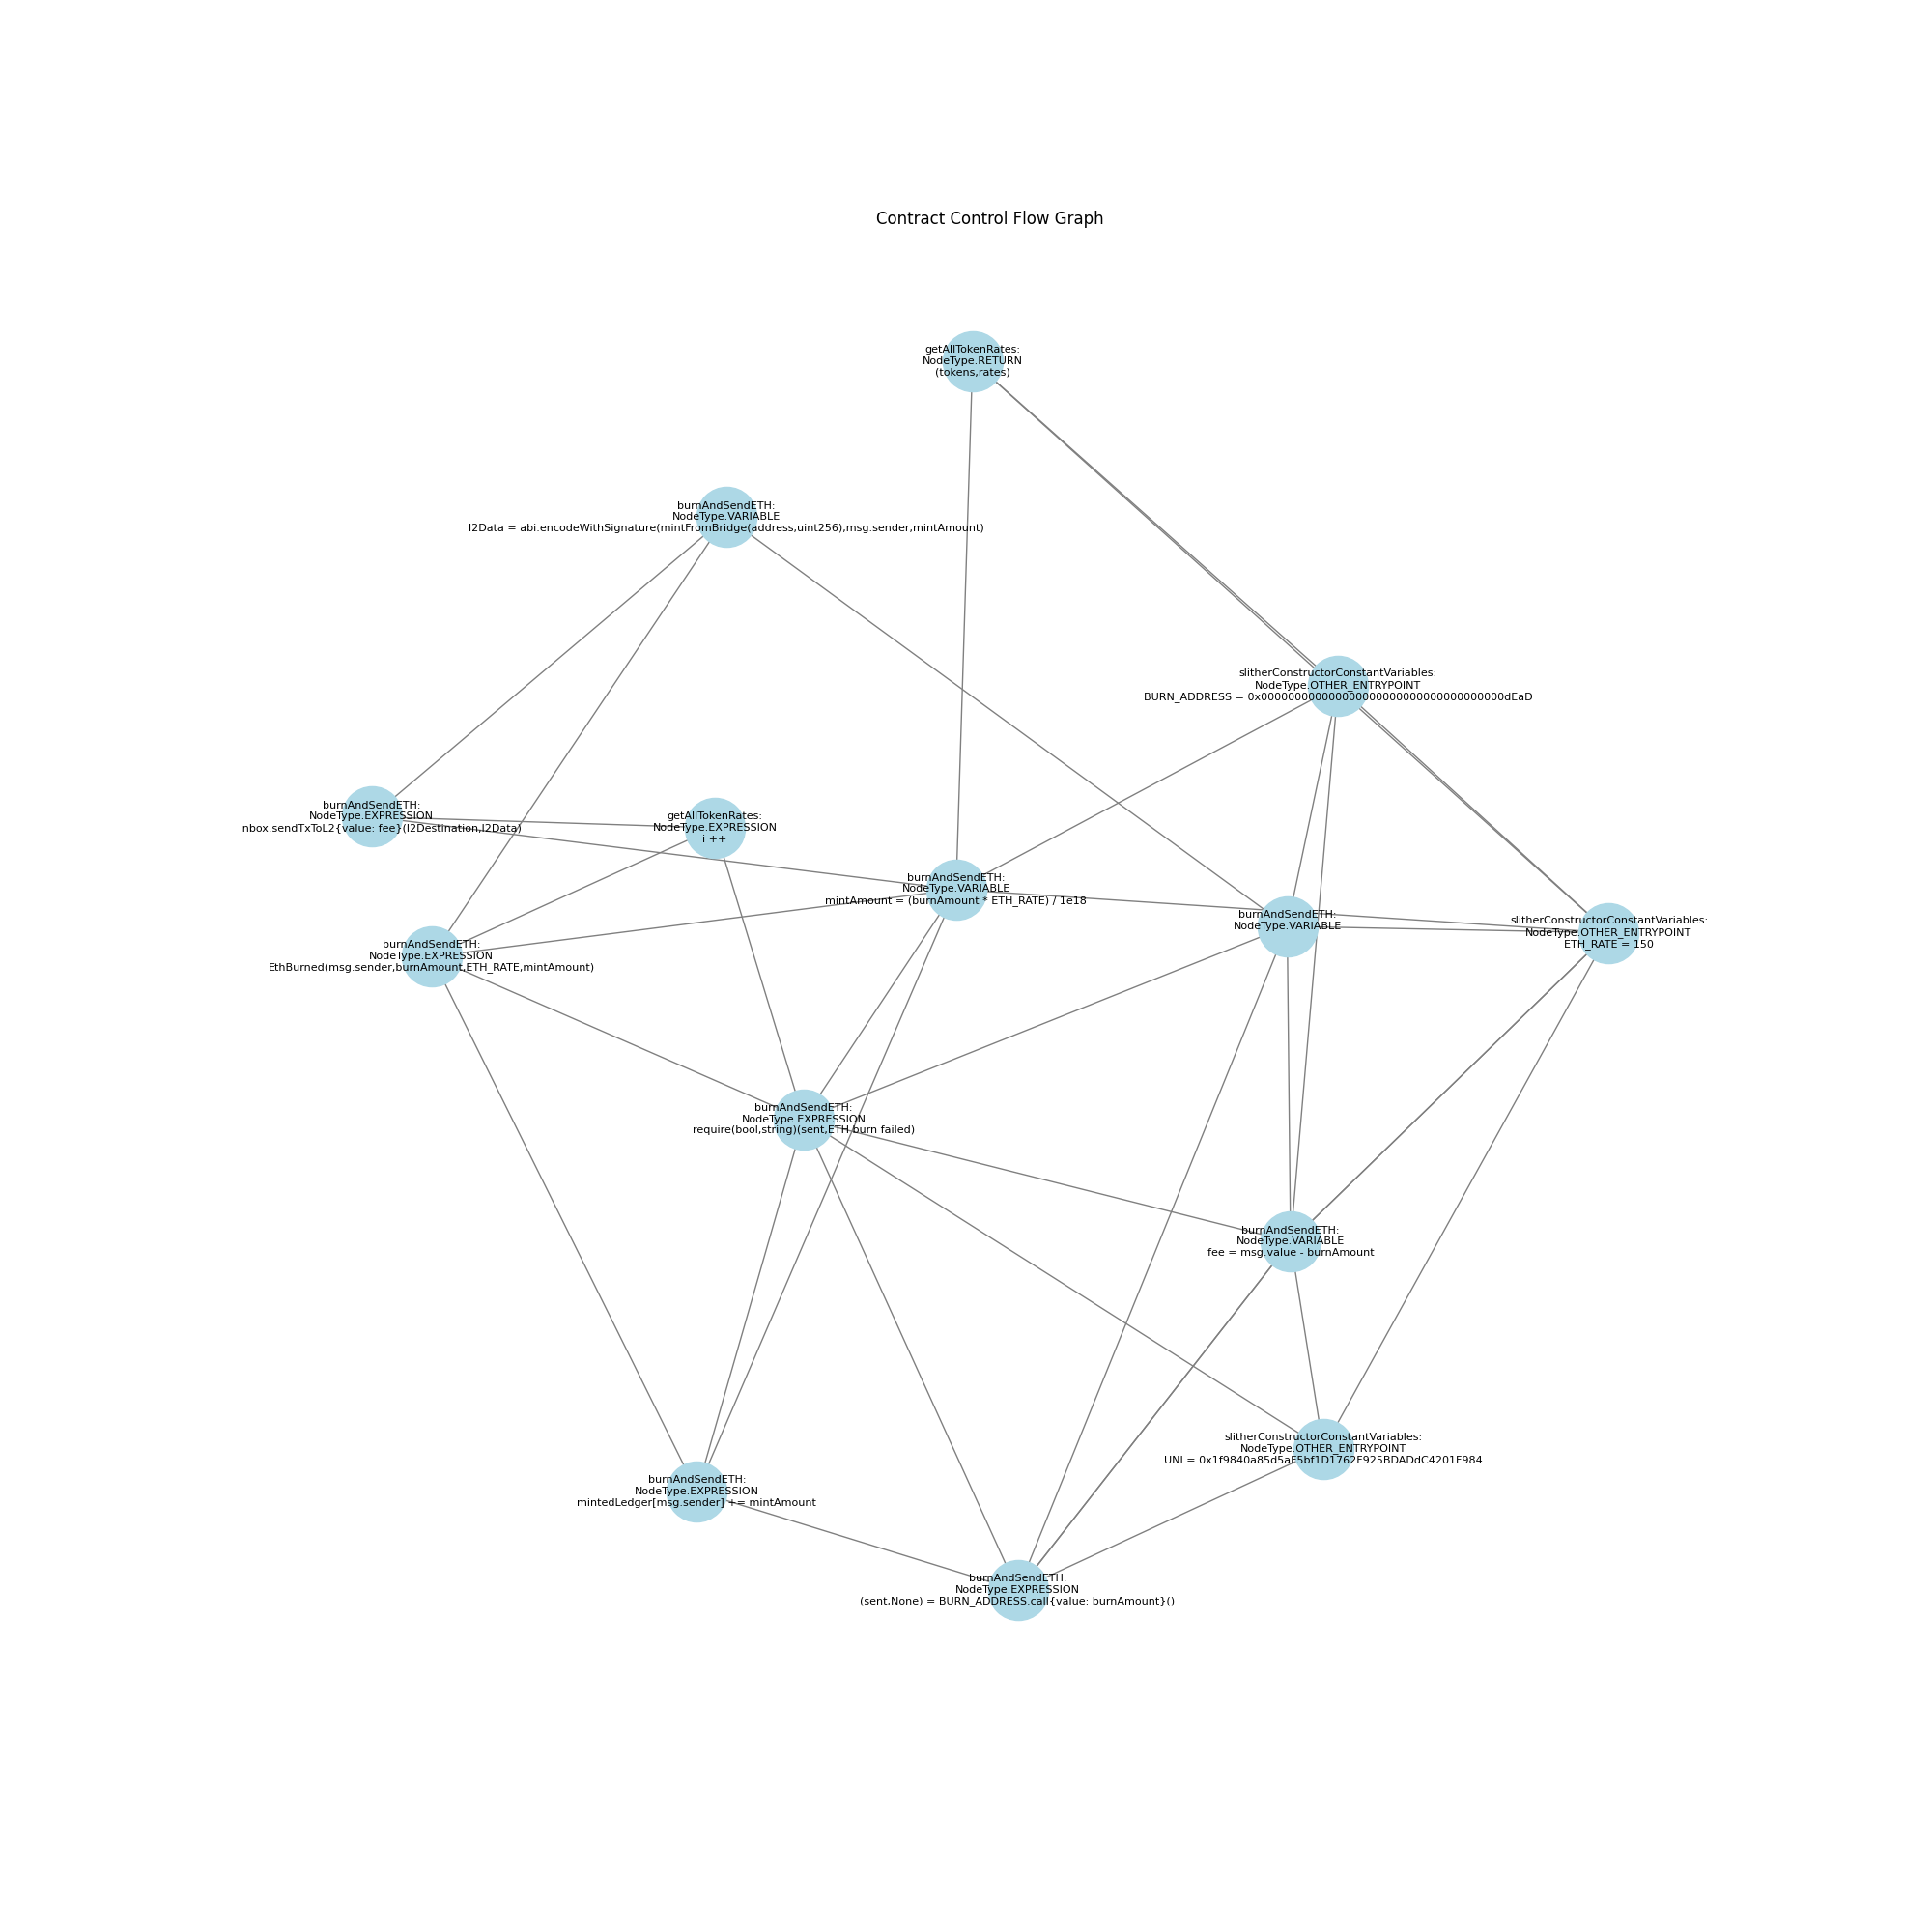 Contract Control Flow Graph
getAllTokenRates:
NodeType.RETURN
(tokens,rates)
burnAndSendETH:
NodeType.VARIABLE
l2Data = abi.encodeWithSignature(mintFromBridge(address,uint256),msg.sender,mintAmount)
slitherConstructorConstantVariables:
NodeType.OTHER_ENTRYPOINT
BURN_ADDRESS = 0x000000000000000000000000000000000000dEaD
burnAndSendETH:
NodeType.EXPRESSION
nbox.sendTxToL2{value: fee}(l2Destination,l2Data)
getAllTokenRates:
NodeType.EXPRESSION
i ++
burnAndSendETH:
NodeType.VARIABLE
mintAmount = (burnAmount * ETH_RATE) / 1e18
burnAndSendETH:
NodeType.VARIABLE
slitherConstructorConstantVariables:
NodeType.OTHER_ENTRYPOINT
ETH_RATE = 150
burnAndSendETH:
NodeType.EXPRESSION
EthBurned(msg.sender,burnAmount,ETH_RATE,mintAmount)
burnAndSendETH:
NodeType.EXPRESSION
require(bool,string)(sent,ETH burn failed)
burnAndSendETH:
NodeType.VARIABLE
fee = msg.value - burnAmount
slitherConstructorConstantVariables:
NodeType.OTHER_ENTRYPOINT
UNI = 0x1f9840a85d5aF5bf1D1762F925BDADdC4201F984
burnAndSendETH:
NodeType.EXPRESSION
mintedLedger[msg.sender] += mintAmount
burnAndSendETH:
NodeType.EXPRESSION
(sent,None) = BURN_ADDRESS.call{value: burnAmount}()